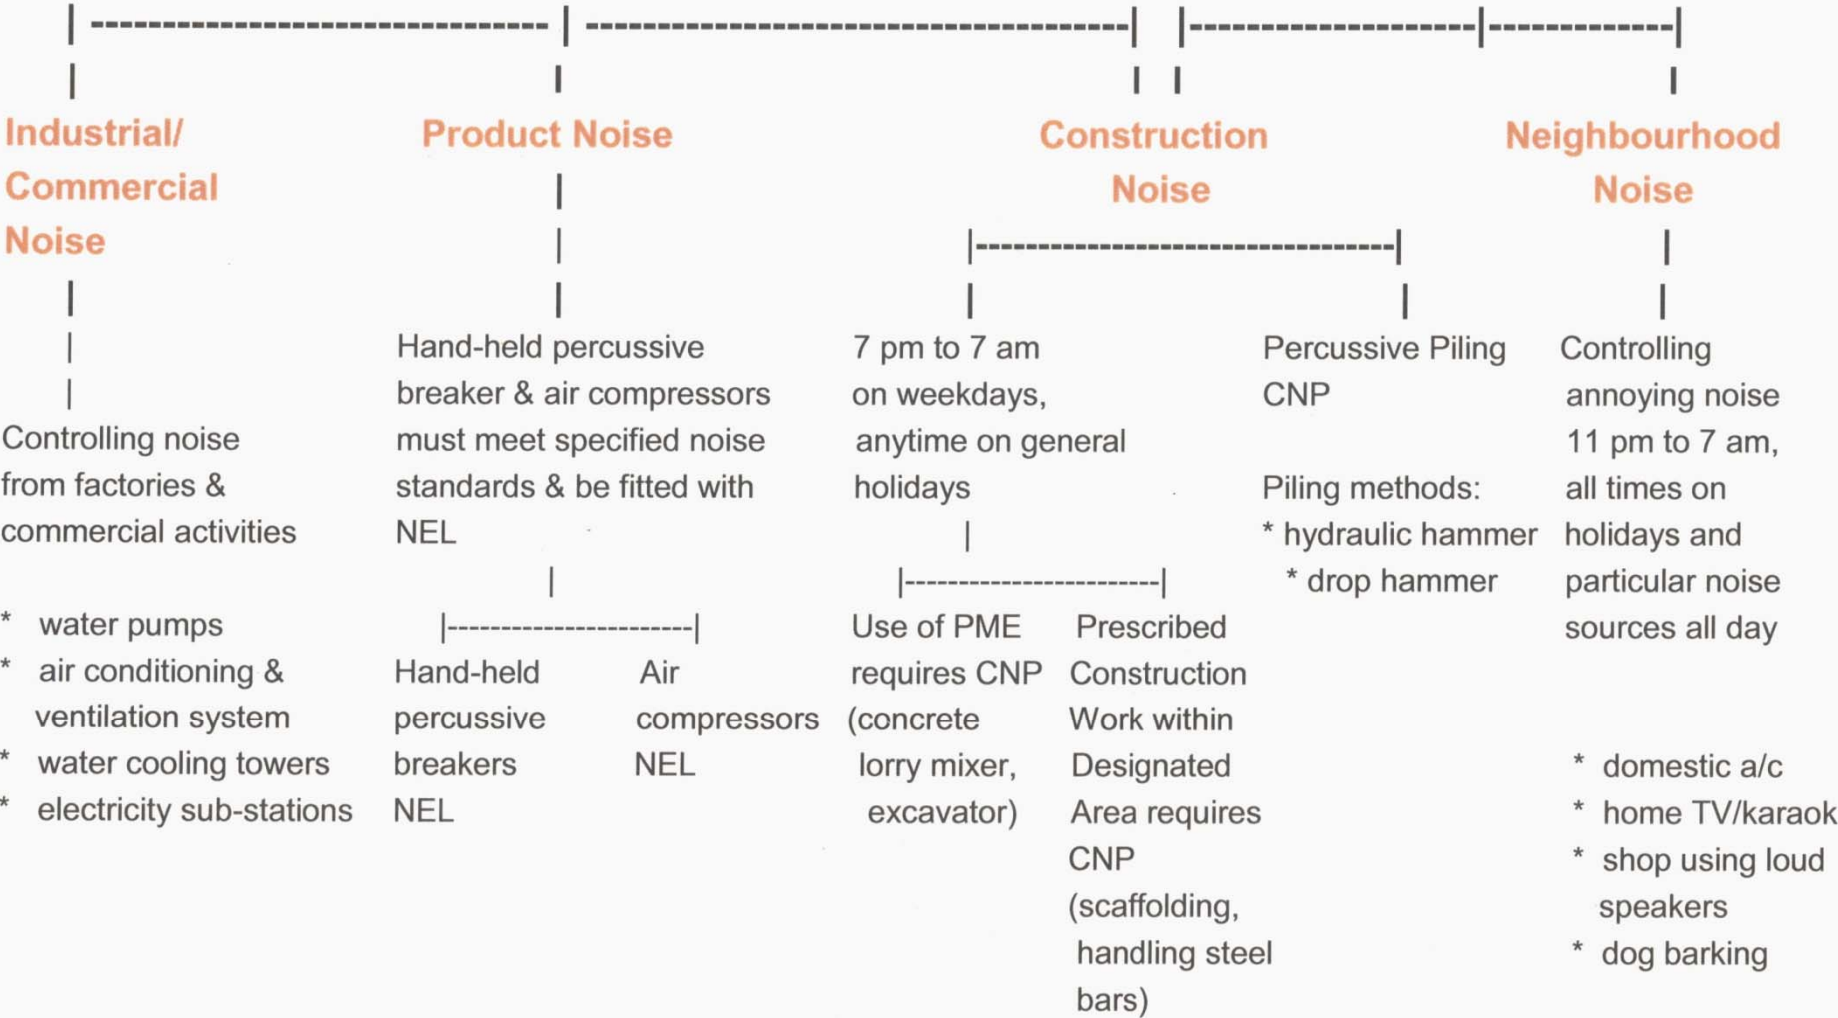 Industrial/
Commercial
Noise
Controlling noise
from factories &
commercial activities
* water pumps
* air conditioning &
ventilation system
* water cooling towers
* electricity sub-stations
Product Noise
Hand-held percussive
breaker & air compressors
must meet specified noise
standards & be fitted with
NEL
Hand-held
percussive
breakers
NEL
Air
compressors
NEL
Construction
Noise
7 pm to 7 am
on weekdays,
anytime on general
holidays
Use of PME
requires CNP
(concrete
lorry mixer,
excavator)
Prescribed
Construction
Work within
Designated
Area requires
CNP
(scaffolding,
handling steel
bars)
Percussive Piling
CNP
Piling methods:
* hydraulic hammer
* drop hammer
Neighbourhood
Noise
Controlling
annoying noise
11 pm to 7 am,
all times on
holidays and
particular noise
sources all day
* domestic a/c
* home TV/karaok
* shop using loud
speakers
* dog barking